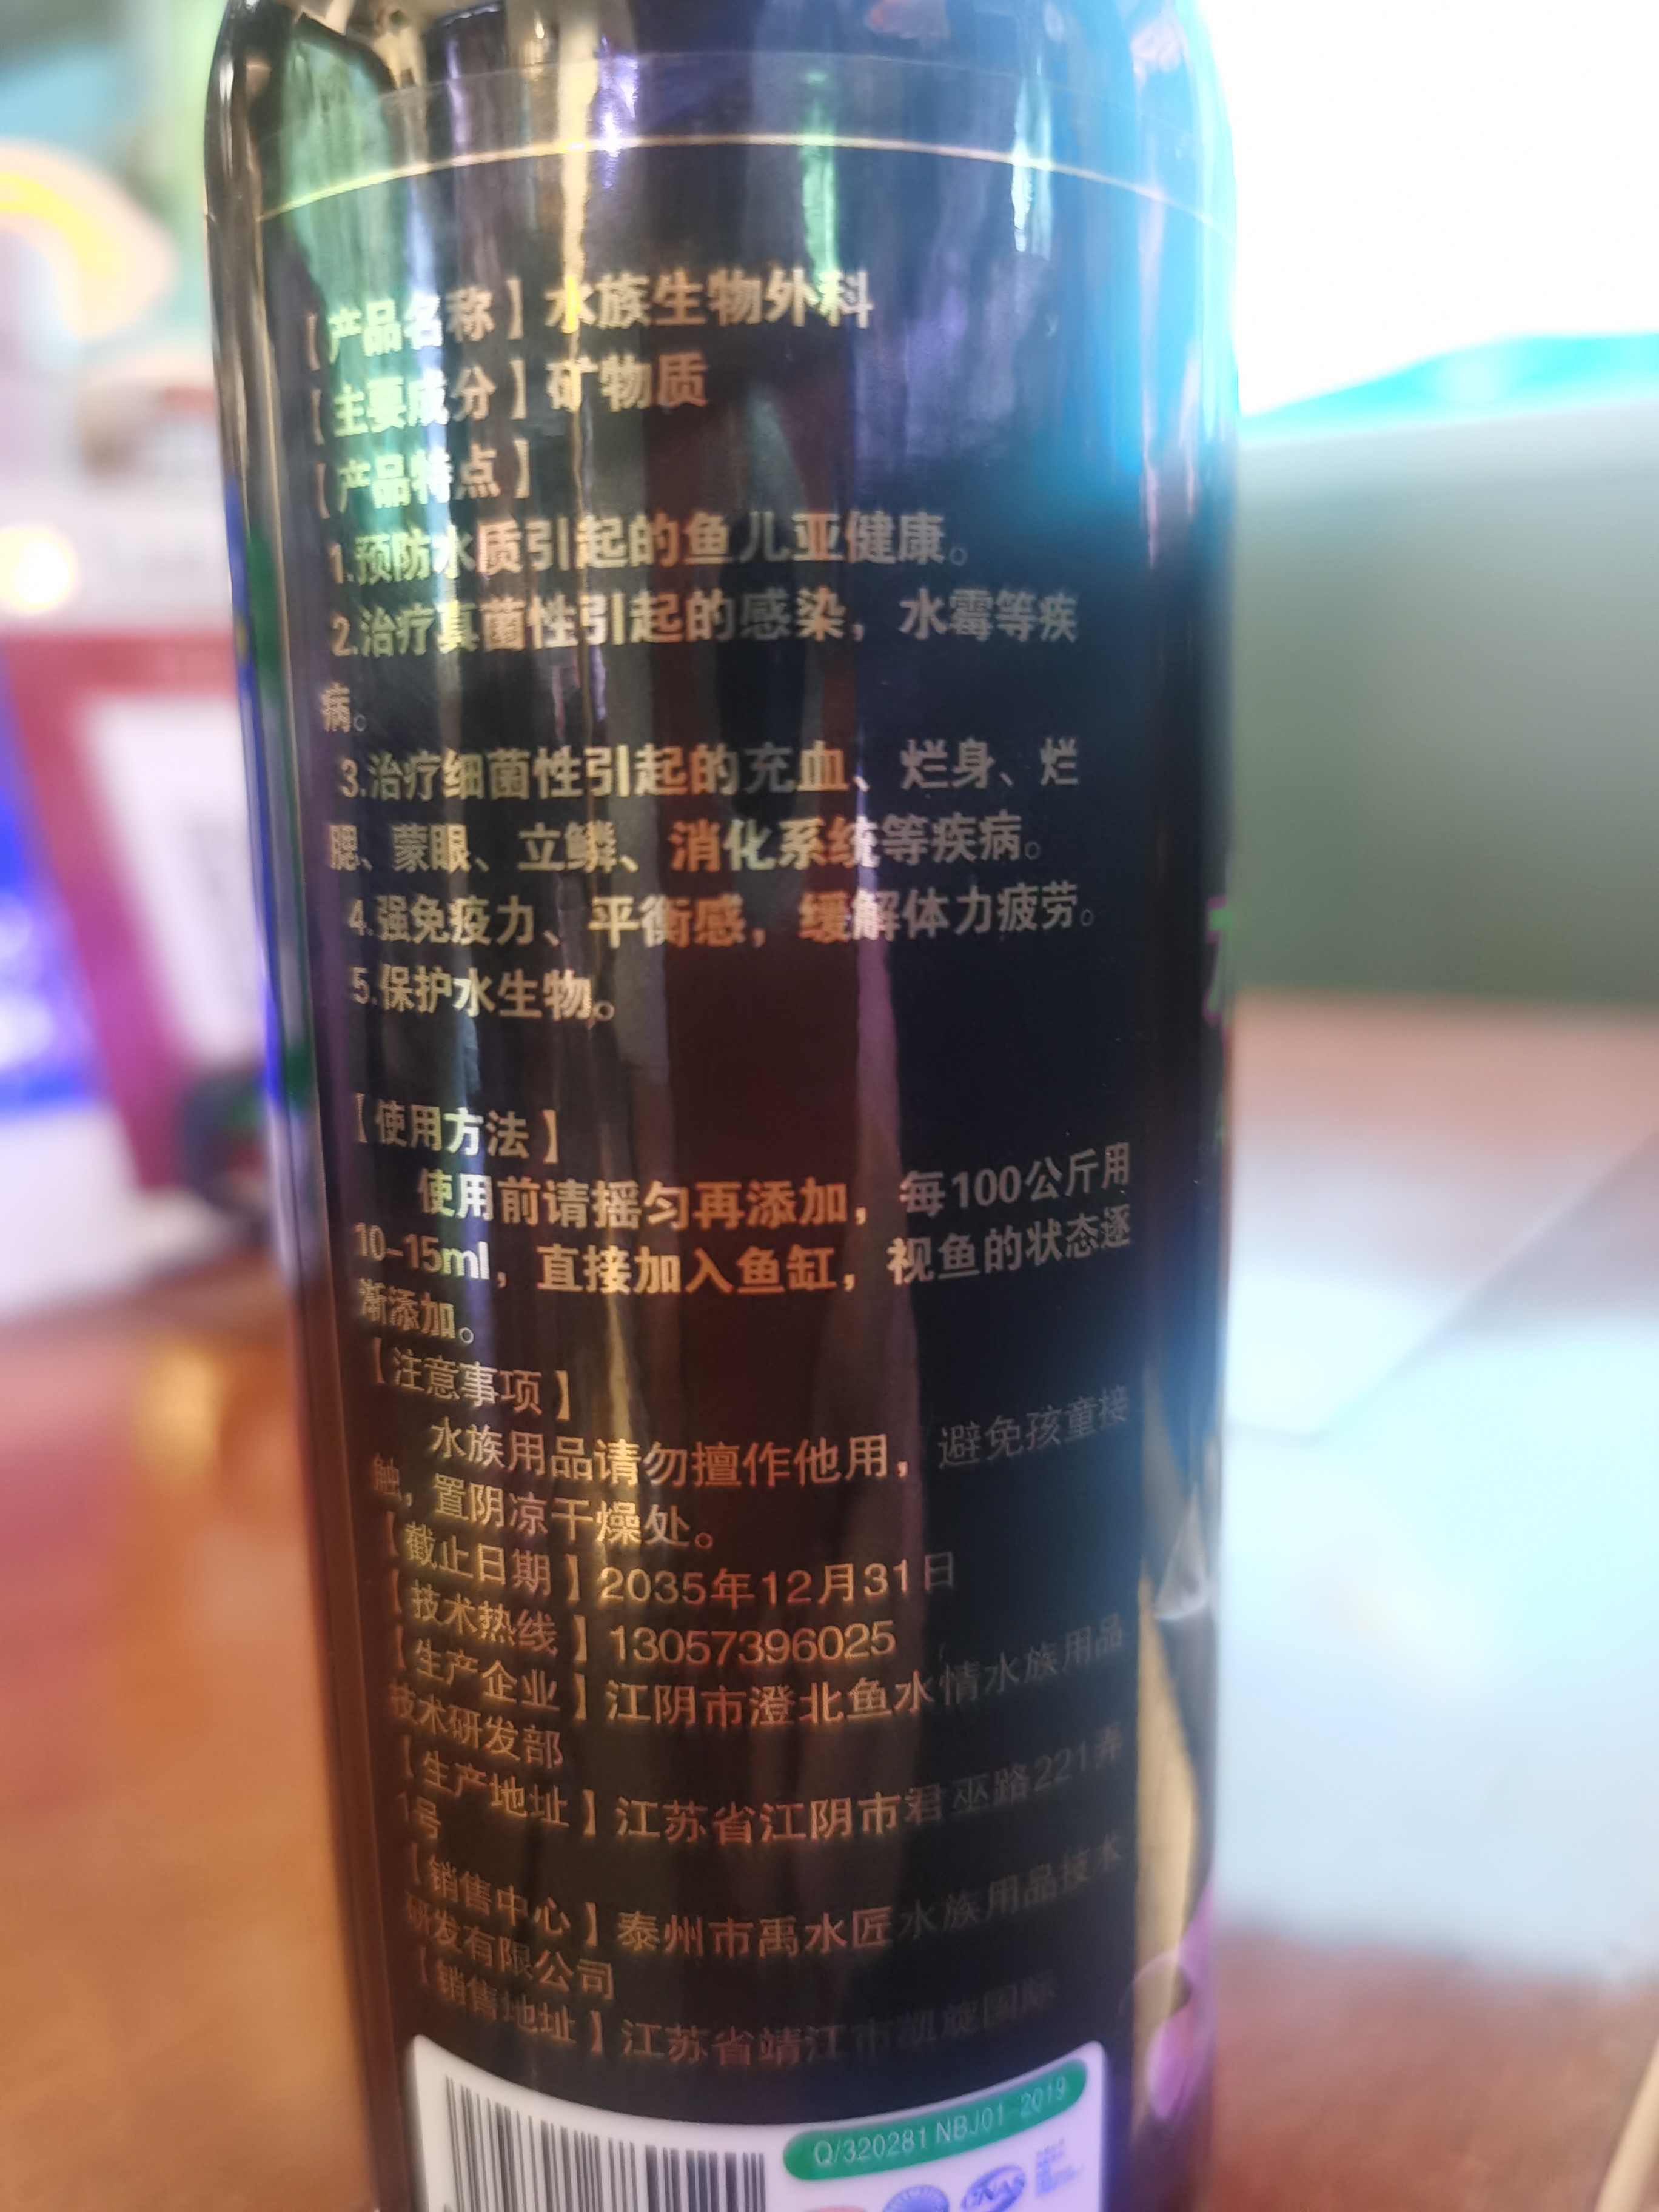 【产品名称】水族生物外科
【主要成分】矿物质
【产品特点】
1.预防水质引起的鱼儿亚健康。
2.治疗真菌性引起的感染，水霉等疾
病。
3.治疗细菌性引起的充血、烂身、烂
腮、蒙眼、立鳞、消化系统等疾病。
4.强免疫力、平衡感，缓解体力疲劳。
5.保护水生物。
【使用方法】
使用前请摇匀再添加，每100公斤用
10-15ml，直接加入鱼缸，视鱼的状态逐
渐添加。
【注意事项】
水族用品请勿擅作他用，避免孩童接
触，置阴凉干燥处。
【截止日期】2035年12月31日
【技术热线】13057396025
【生产企业】江阴市澄北鱼水情水族用品
技术研发部
【生产地址】江苏省江阴市君巫路221弄
1号
【销售中心】泰州市禹水匠水族用品技术
研发有限公司
【销售地址】江苏省靖江市凯旋国际
Q/320281 NBJ01-2019
CNAS